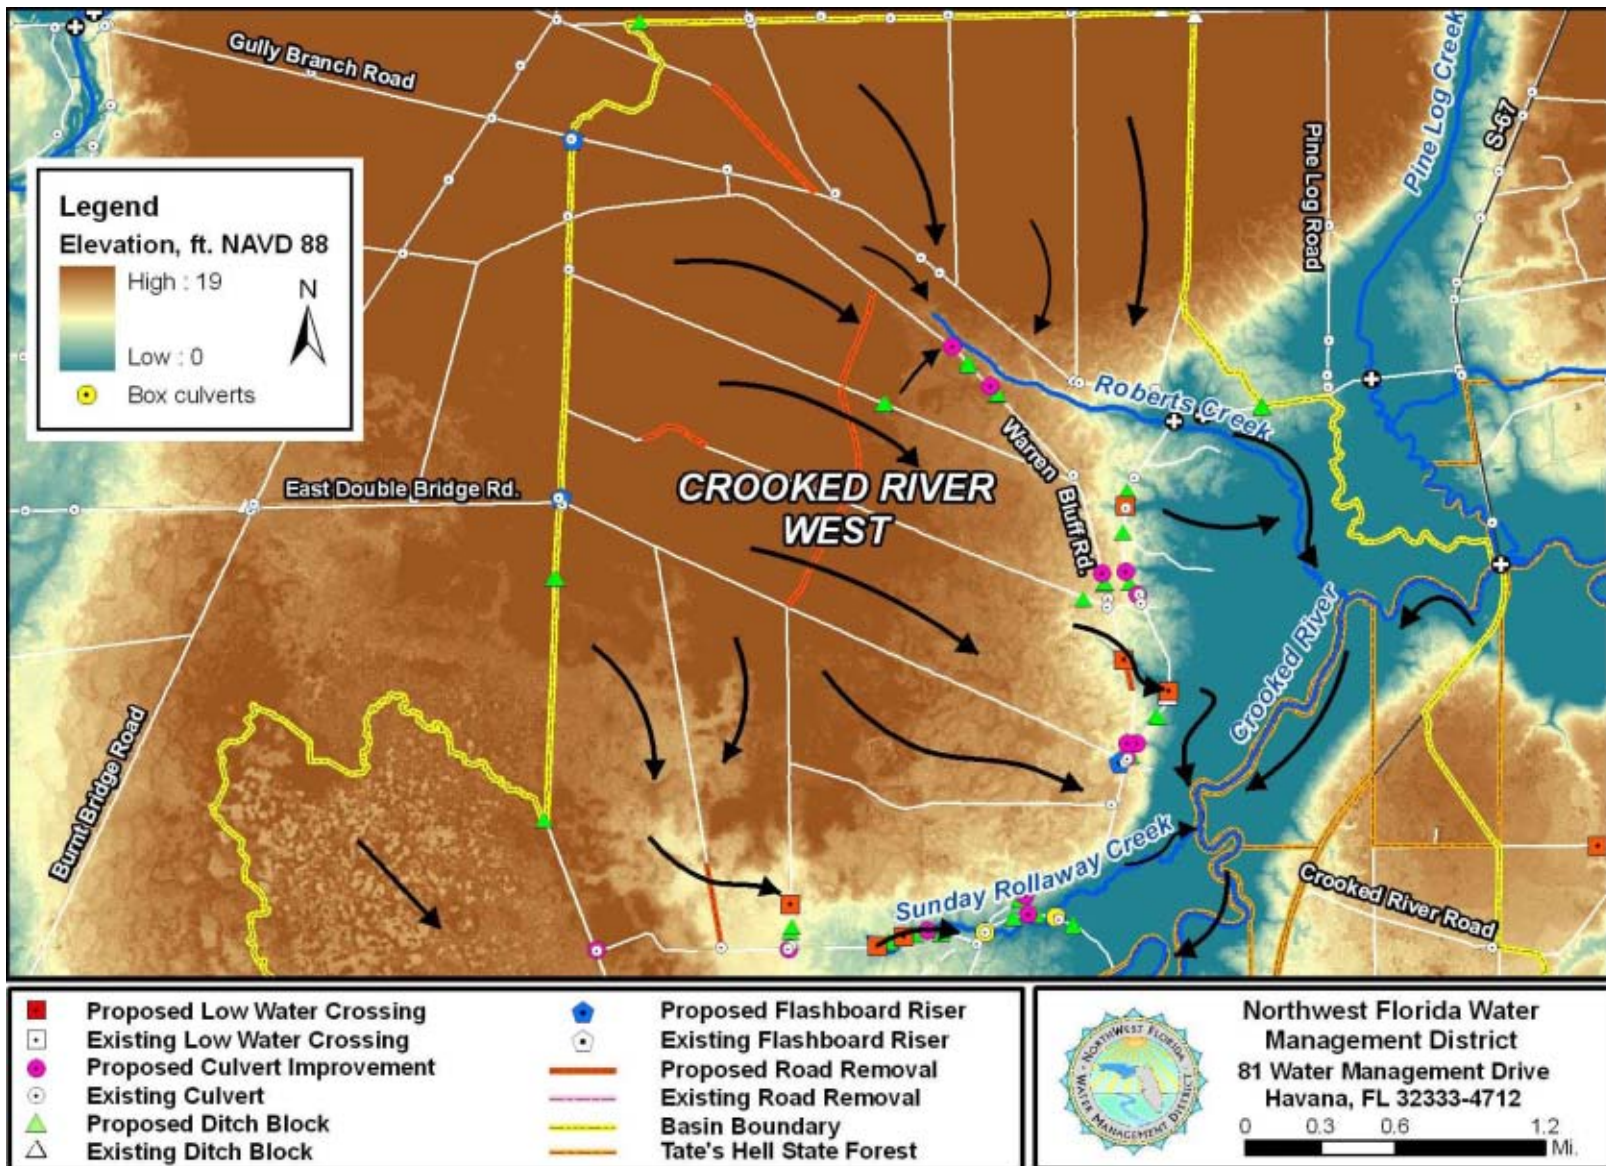 Gully Branch Road
Pine Log Creek
S-67
Pine Log Road
Legend
Elevation, ft. NAVD 88
High : 19
Low : 0
N
Box culverts
Roberts Creek
Warren
Bluff Rd.
East Double Bridge Rd.
CROOKED RIVER
WEST
Crooked River
Burnt Bridge Road
Sunday Rollaway Creek
Crooked River Road
Proposed Low Water Crossing
Existing Low Water Crossing
Proposed Culvert Improvement
Existing Culvert
Proposed Ditch Block
Existing Ditch Block
Proposed Flashboard Riser
Existing Flashboard Riser
Proposed Road Removal
Existing Road Removal
Basin Boundary
Tate's Hell State Forest
NORTHWEST FLORIDA
WATER MANAGEMENT DISTRICT
Northwest Florida Water
Management District
81 Water Management Drive
Havana, FL 32333-4712
0 0.3 0.6 1.2
Mi.